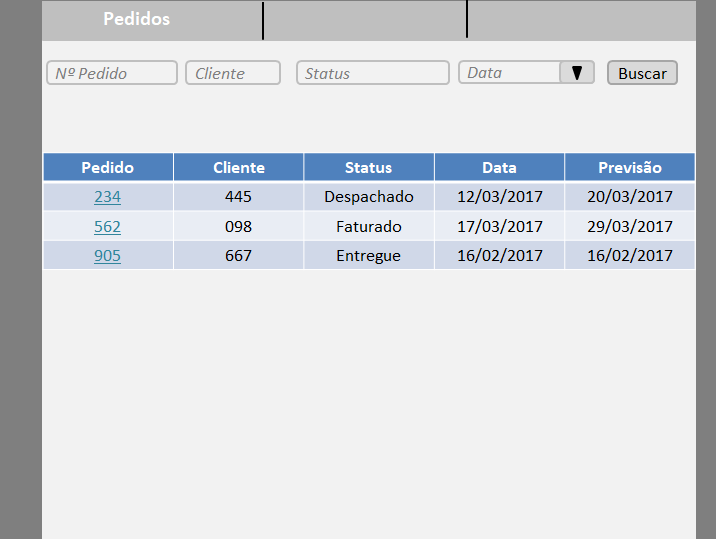 Pedidos
Nº Pedido Cliente Status Data Buscar
Pedido Cliente Status Data Previsão
234 445 Despachado 12/03/2017 20/03/2017
562 098 Faturado 17/03/2017 29/03/2017
905 667 Entregue 16/02/2017 16/02/2017